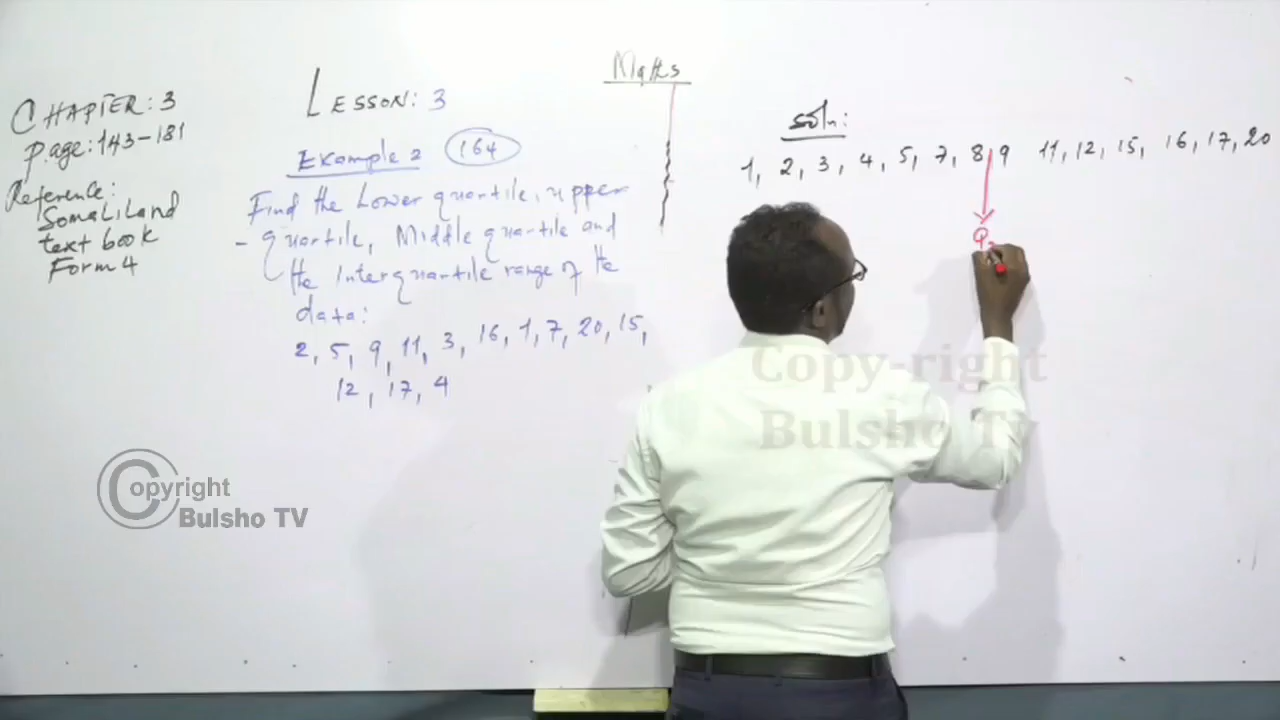 Maths
CHAPTER: 3
Page: 143-181
Reference:
Somaliland
text book
Form 4
LESSON: 3
Example 2 164
Find the Lower quartile, upper
- quartile, Middle quartile and
the interquartile range of the
data:
2, 5, 9, 11, 3, 16, 1, 7, 20, 15,
12, 17, 4
soln:
1, 2, 3, 4, 5, 7, 8 9 11, 12, 15, 16, 17, 20
Copy-right
Bulsho Tv
Copyright
Bulsho TV